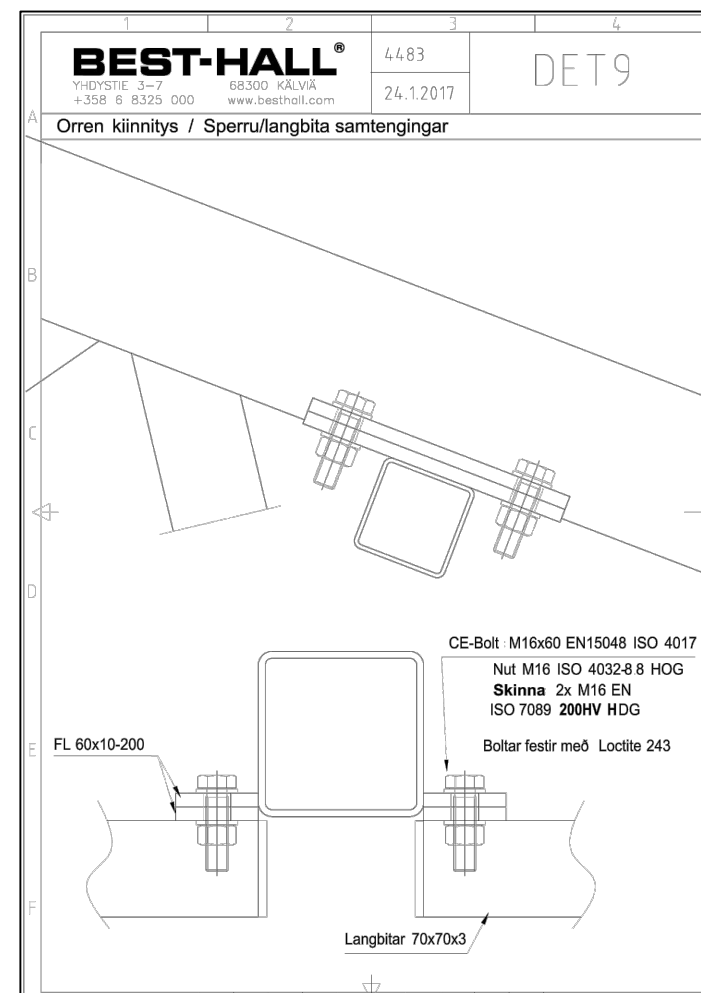 1 2 3 4
BEST-HALL®
YHDYSTIE 3-7 68300 KÄLVIÄ
+358 6 8325 000 www.besthall.com
4483
24.1.2017
DET9
A
Orren kiinnitys / Sperru/langbita samtengingar
B
C
D
CE-Bolt : M16x60 EN15048 ISO 4017
Nut M16 ISO 4032-8.8 HOG
Skinna 2x M16 EN
ISO 7089 200HV HDG
Boltar festir með Loctite 243
E
FL 60x10-200
F
Langbitar 70x70x3